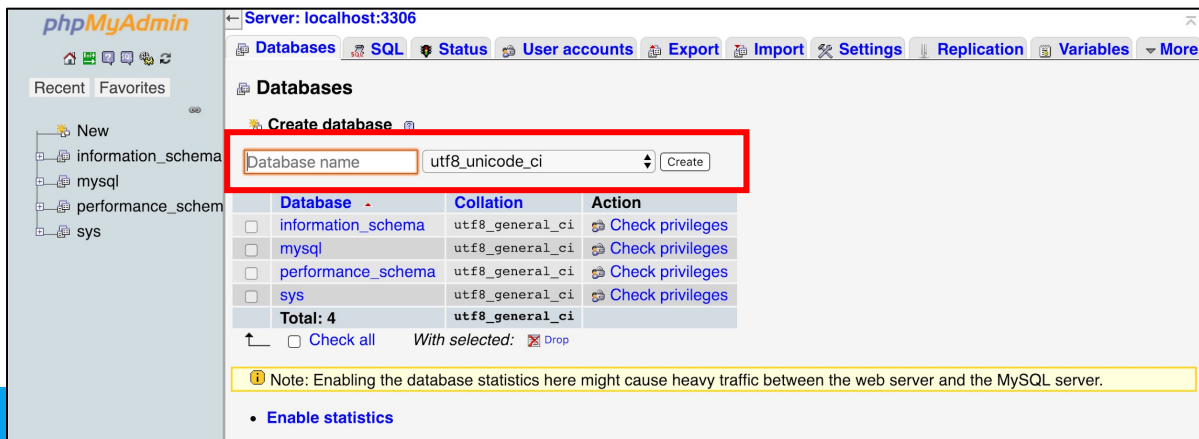 phpMyAdmin
Recent Favorites
New
information_schema
mysql
performance_schem
sys
Server: localhost:3306
Databases SQL Status User accounts Export Import Settings Replication Variables More
Databases
Create database
Database name utf8_unicode_ci Create
Database Collation Action
information_schema utf8_general_ci Check privileges
mysql utf8_general_ci Check privileges
performance_schema utf8_general_ci Check privileges
sys utf8_general_ci Check privileges
Total: 4 utf8_general_ci
Check all With selected: Drop
Note: Enabling the database statistics here might cause heavy traffic between the web server and the MySQL server.
• Enable statistics